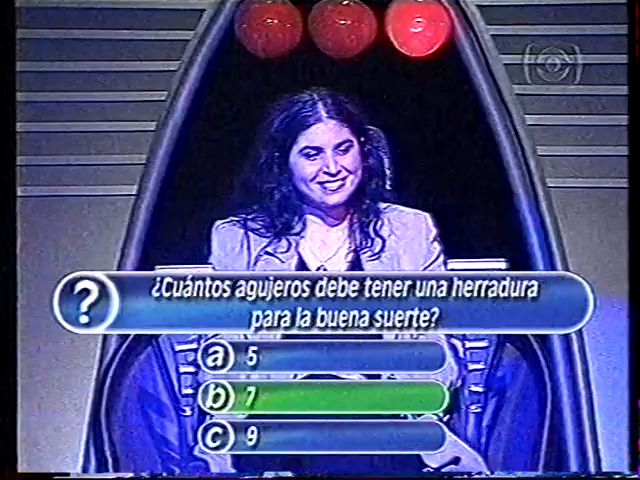 ?
¿Cuántos agujeros debe tener una herradura
para la buena suerte?
a 5
b 7
c 9